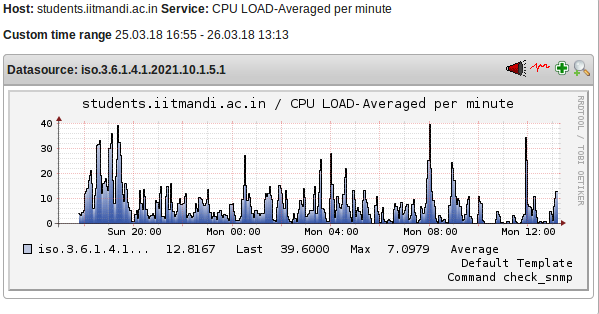 Host: students.iitmandi.ac.in Service: CPU LOAD-Averaged per minute
Custom time range 25.03.18 16:55 - 26.03.18 13:13
Datasource: iso.3.6.1.4.1.2021.10.1.5.1
students.iitmandi.ac.in / CPU LOAD-Averaged per minute
RRDTOOL / TOBI OETIKER
40
30
20
10
0
Sun 20:00 Mon 00:00 Mon 04:00 Mon 08:00 Mon 12:00
iso.3.6.1.4.1... 12.8167 Last 39.6000 Max 7.0979 Average
Default Template
Command check_snmp